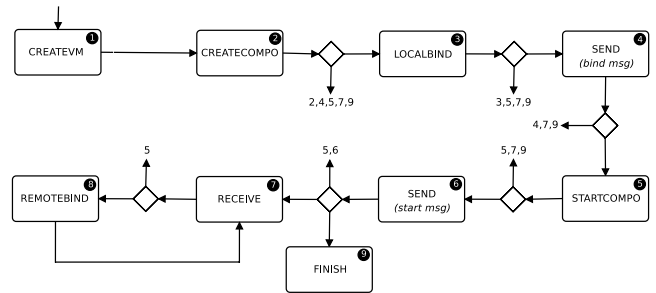 1
CREATEVM
2
CREATECOMPO
3
LOCALBIND
4
SEND
(bind msg)
2,4,5,7,9
3,5,7,9
4,7,9
5
5,6
5,7,9
8
REMOTEBIND
7
RECEIVE
6
SEND
(start msg)
5
STARTCOMPO
9
FINISH